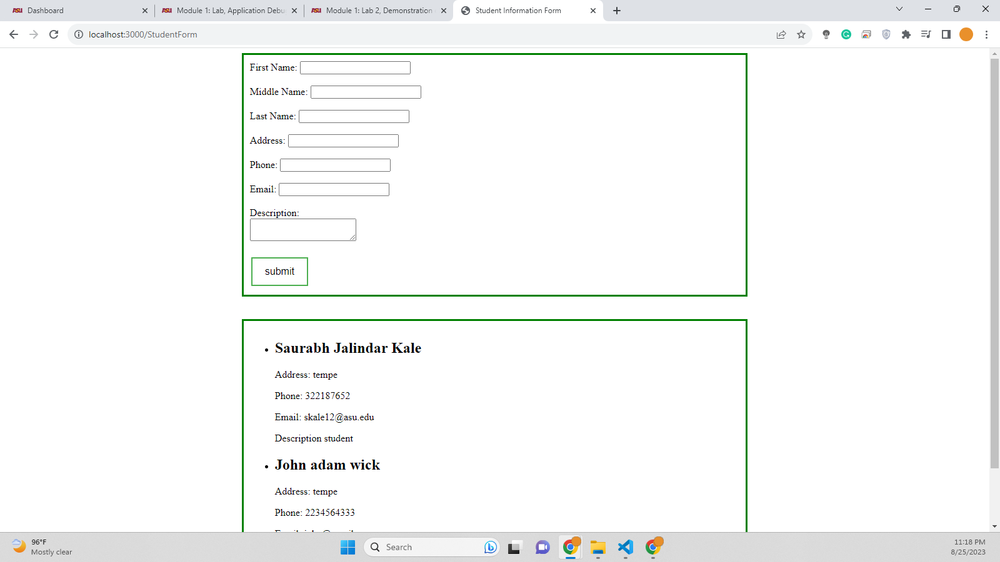 ASU Dashboard
ASU Module 1: Lab, Application Debu
ASU Module 1: Lab 2, Demonstration
Student Information Form
localhost:3000/StudentForm
First Name:
Middle Name:
Last Name:
Address:
Phone:
Email:
Description:
submit
Saurabh Jalindar Kale
Address: tempe
Phone: 322187652
Email: skale12@asu.edu
Description student
John adam wick
Address: tempe
Phone: 2234564333
96°F
Mostly clear
Search
11:18 PM
8/25/2023